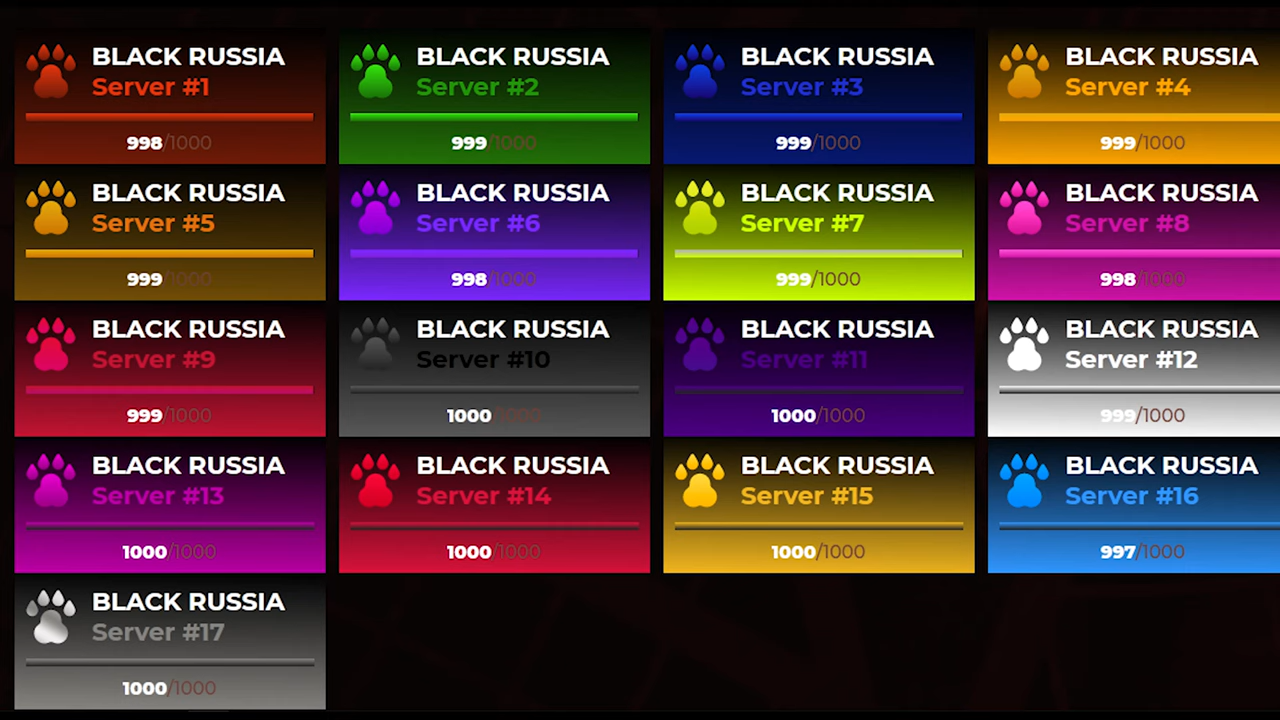 BLACK RUSSIA
Server #1
998/1000
BLACK RUSSIA
Server #2
999/1000
BLACK RUSSIA
Server #3
999/1000
BLACK RUSSIA
Server #4
999/1000
BLACK RUSSIA
Server #5
999/1000
BLACK RUSSIA
Server #6
998/1000
BLACK RUSSIA
Server #7
999/1000
BLACK RUSSIA
Server #8
998/1000
BLACK RUSSIA
Server #9
999/1000
BLACK RUSSIA
Server #10
1000/1000
BLACK RUSSIA
Server #11
1000/1000
BLACK RUSSIA
Server #12
999/1000
BLACK RUSSIA
Server #13
1000/1000
BLACK RUSSIA
Server #14
1000/1000
BLACK RUSSIA
Server #15
1000/1000
BLACK RUSSIA
Server #16
997/1000
BLACK RUSSIA
Server #17
1000/1000